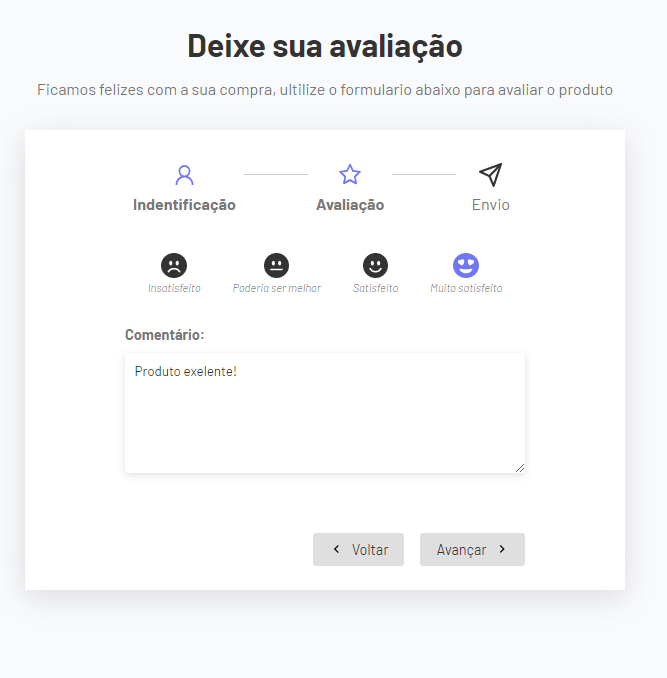 Deixe sua avaliação
Ficamos felizes com a sua compra, ultilize o formulario abaixo para avaliar o produto
Indentificação
Avaliação
Envio
Insatisfeito
Poderia ser melhor
Satisfeito
Muito satisfeito
Comentário:
Produto exelente!
Voltar
Avançar